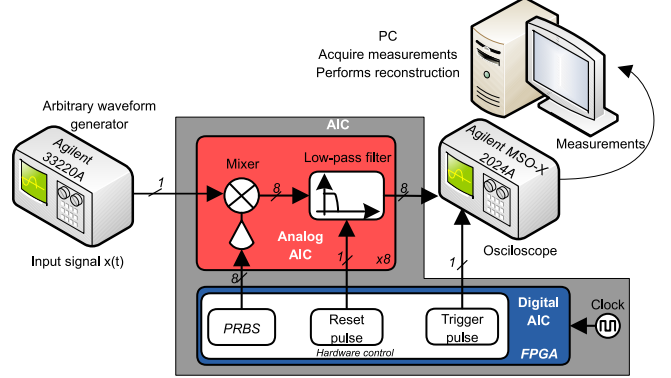 PC
Acquire measurements
Performs reconstruction
Arbitrary waveform
generator
AIC
Measurements
Agilent
33220A
Mixer
Low-pass filter
Agilent MSO-X
2024A
1
8
8
Analog
AIC
x8
Osciloscope
Input signal x(t)
8
1
1
PRBS
Reset
pulse
Trigger
pulse
Digital
AIC
Clock
Hardware control
FPGA